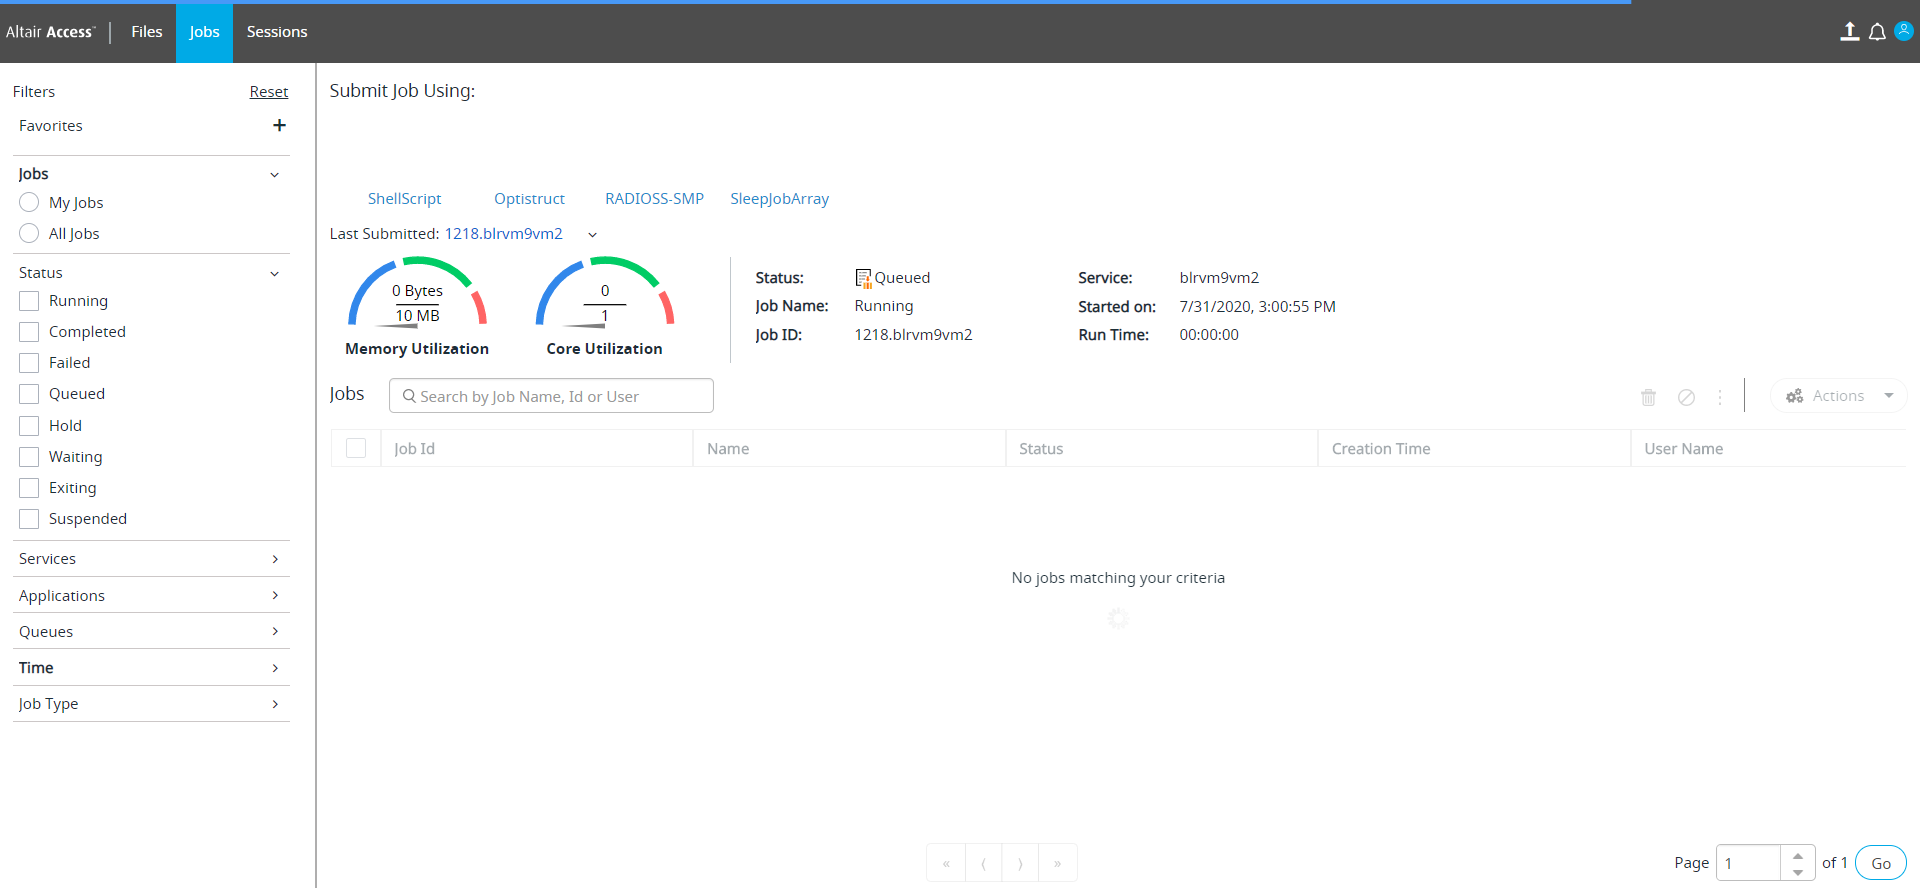 Altair Access™ Files Jobs Sessions
Filters Reset
Favorites
Jobs
My Jobs
All Jobs
Status
Running
Completed
Failed
Queued
Hold
Waiting
Exiting
Suspended
Services
Applications
Queues
Time
Job Type
Submit Job Using:
ShellScript Optistruct RADIOSS-SMP SleepJobArray
Last Submitted: 1218.blrvm9vm2
0 Bytes
10 MB
Memory Utilization
0
1
Core Utilization
Status: Queued
Job Name: Running
Job ID: 1218.blrvm9vm2
Service: blrvm9vm2
Started on: 7/31/2020, 3:00:55 PM
Run Time: 00:00:00
Jobs Search by Job Name, Id or User Actions
Job Id Name Status Creation Time User Name
No jobs matching your criteria
« ⟨ ⟩ » Page 1 of 1 Go